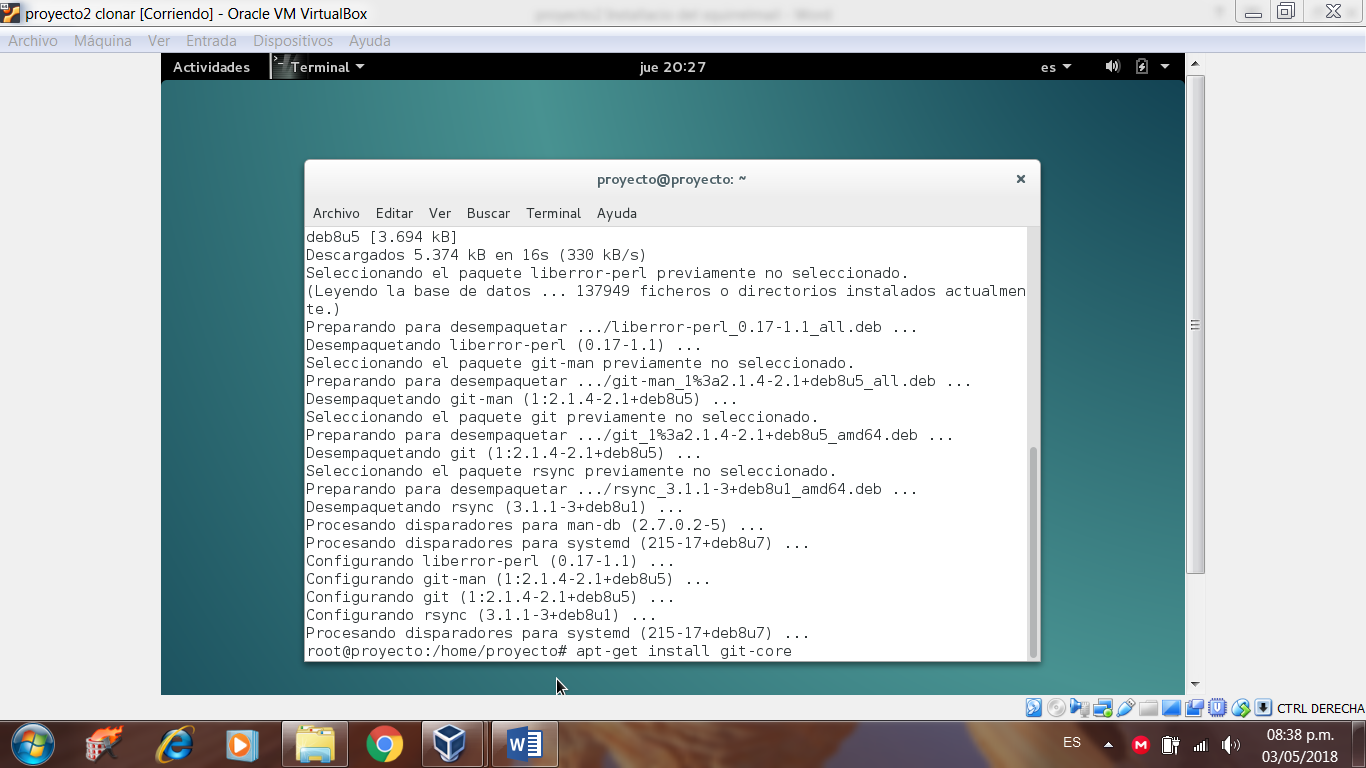 proyecto2 clonar [Corriendo] - Oracle VM VirtualBox
Archivo Máquina Ver Entrada Dispositivos Ayuda
Actividades Terminal jue 20:27 es
proyecto@proyecto: ~
Archivo Editar Ver Buscar Terminal Ayuda
deb8u5 [3.694 kB]
Descargados 5.374 kB en 16s (330 kB/s)
Seleccionando el paquete liberror-perl previamente no seleccionado.
(Leyendo la base de datos ... 137949 ficheros o directorios instalados actualmen
te.)
Preparando para desempaquetar .../liberror-perl_0.17-1.1_all.deb ...
Desempaquetando liberror-perl (0.17-1.1) ...
Seleccionando el paquete git-man previamente no seleccionado.
Preparando para desempaquetar .../git-man_1%3a2.1.4-2.1+deb8u5_all.deb ...
Desempaquetando git-man (1:2.1.4-2.1+deb8u5) ...
Seleccionando el paquete git previamente no seleccionado.
Preparando para desempaquetar .../git_1%3a2.1.4-2.1+deb8u5_amd64.deb ...
Desempaquetando git (1:2.1.4-2.1+deb8u5) ...
Seleccionando el paquete rsync previamente no seleccionado.
Preparando para desempaquetar .../rsync_3.1.1-3+deb8u1_amd64.deb ...
Desempaquetando rsync (3.1.1-3+deb8u1) ...
Procesando disparadores para man-db (2.7.0.2-5) ...
Procesando disparadores para systemd (215-17+deb8u7) ...
Configurando liberror-perl (0.17-1.1) ...
Configurando git-man (1:2.1.4-2.1+deb8u5) ...
Configurando git (1:2.1.4-2.1+deb8u5) ...
Configurando rsync (3.1.1-3+deb8u1) ...
Procesando disparadores para systemd (215-17+deb8u7) ...
root@proyecto:/home/proyecto# apt-get install git-core
CTRL DERECHA
ES
08:38 p.m.
03/05/2018